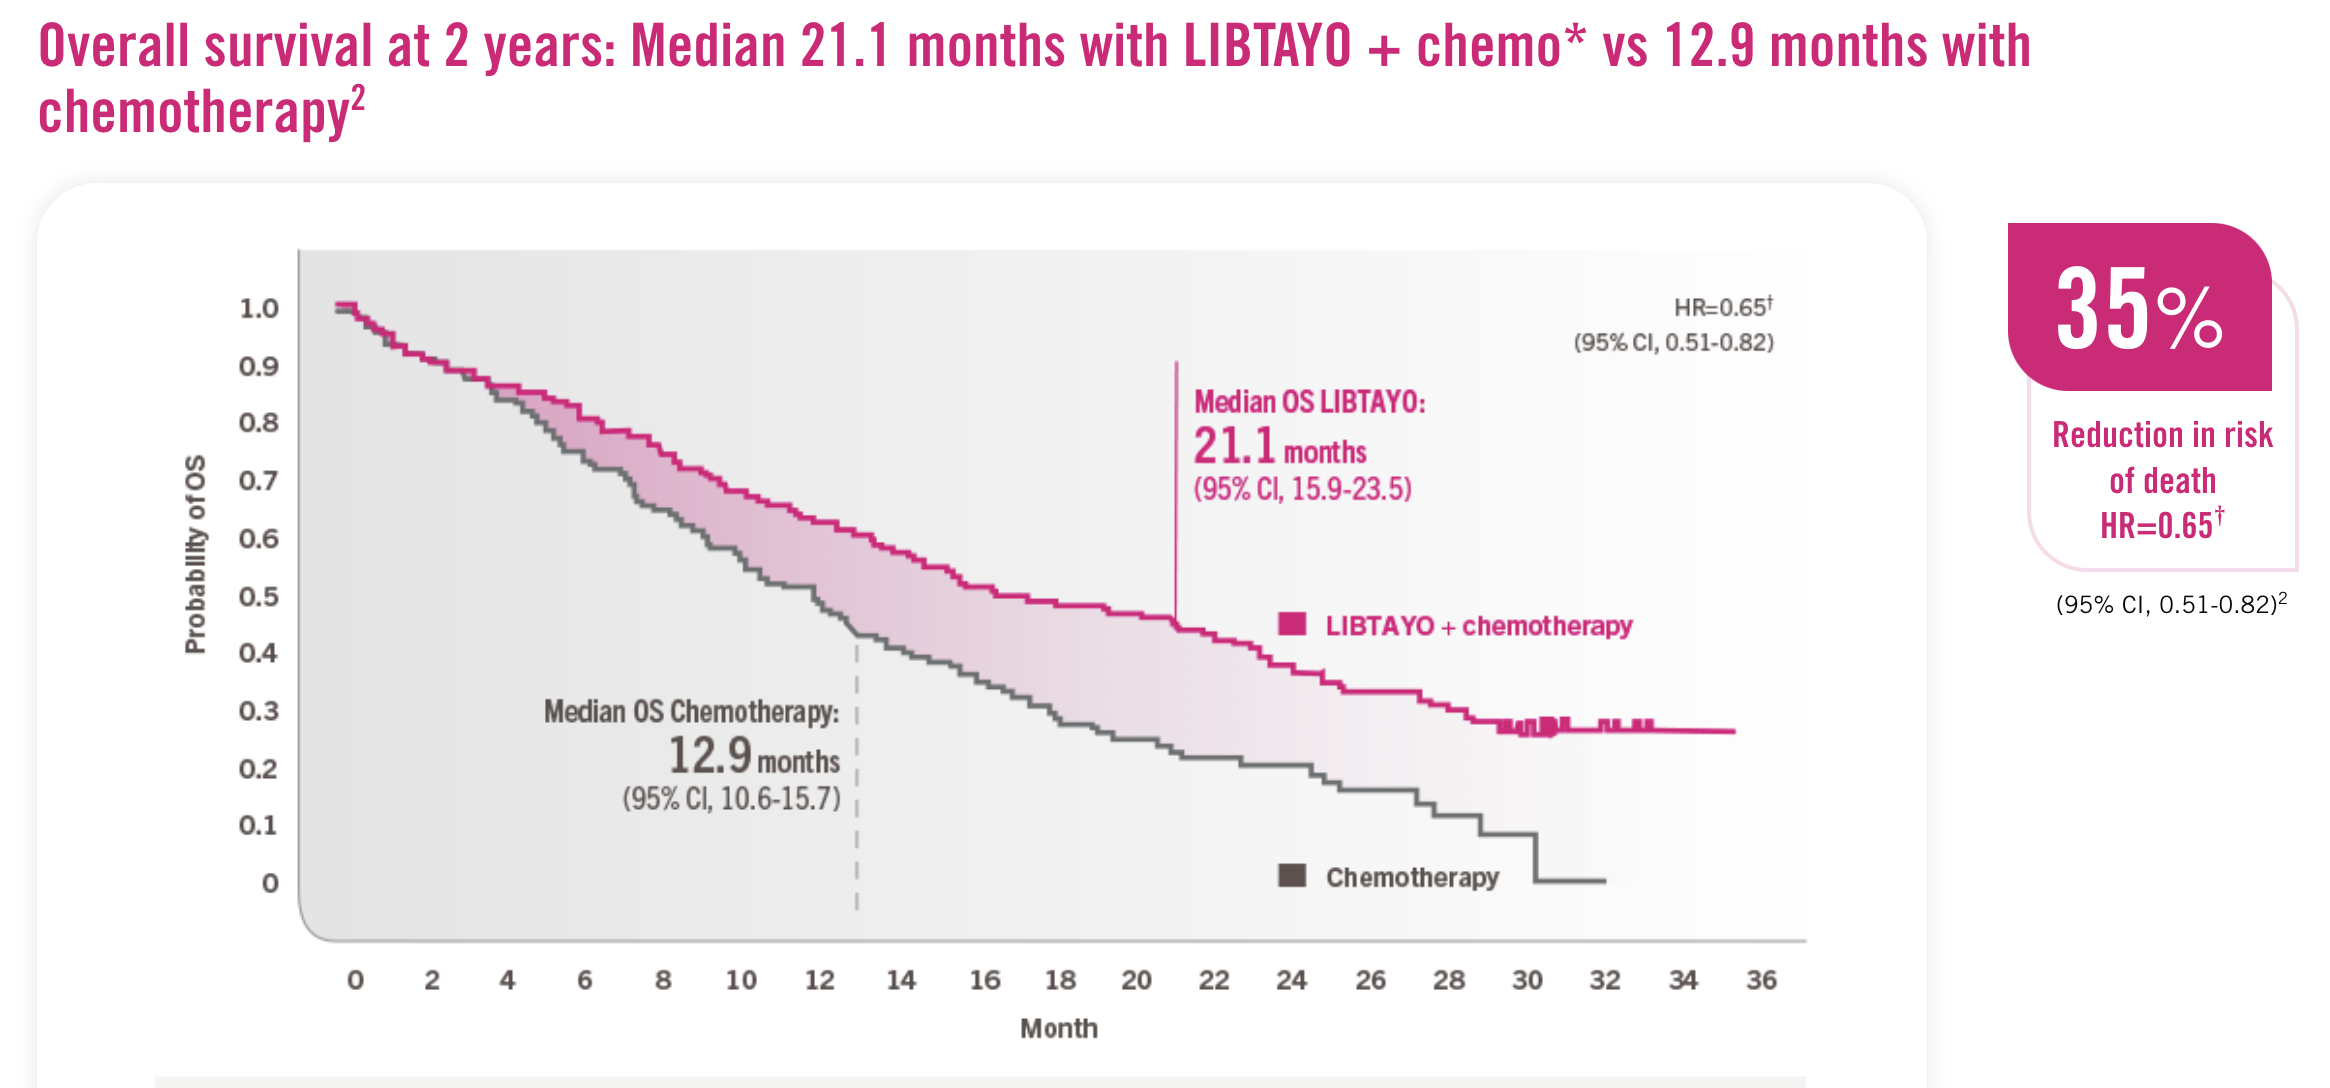 Overall survival at 2 years: Median 21.1 months with LIBTAYO + chemo* vs 12.9 months with
chemotherapy²
35%
Reduction in risk
of death
HR=0.65†
(95% CI, 0.51-0.82)²
HR=0.65†
(95% CI, 0.51-0.82)
Median OS LIBTAYO:
21.1 months
(95% CI, 15.9-23.5)
LIBTAYO + chemotherapy
Median OS Chemotherapy:
12.9 months
(95% CI, 10.6-15.7)
Chemotherapy
Probability of OS
1.0
0.9
0.8
0.7
0.6
0.5
0.4
0.3
0.2
0.1
0
0 2 4 6 8 10 12 14 16 18 20 22 24 26 28 30 32 34 36
Month